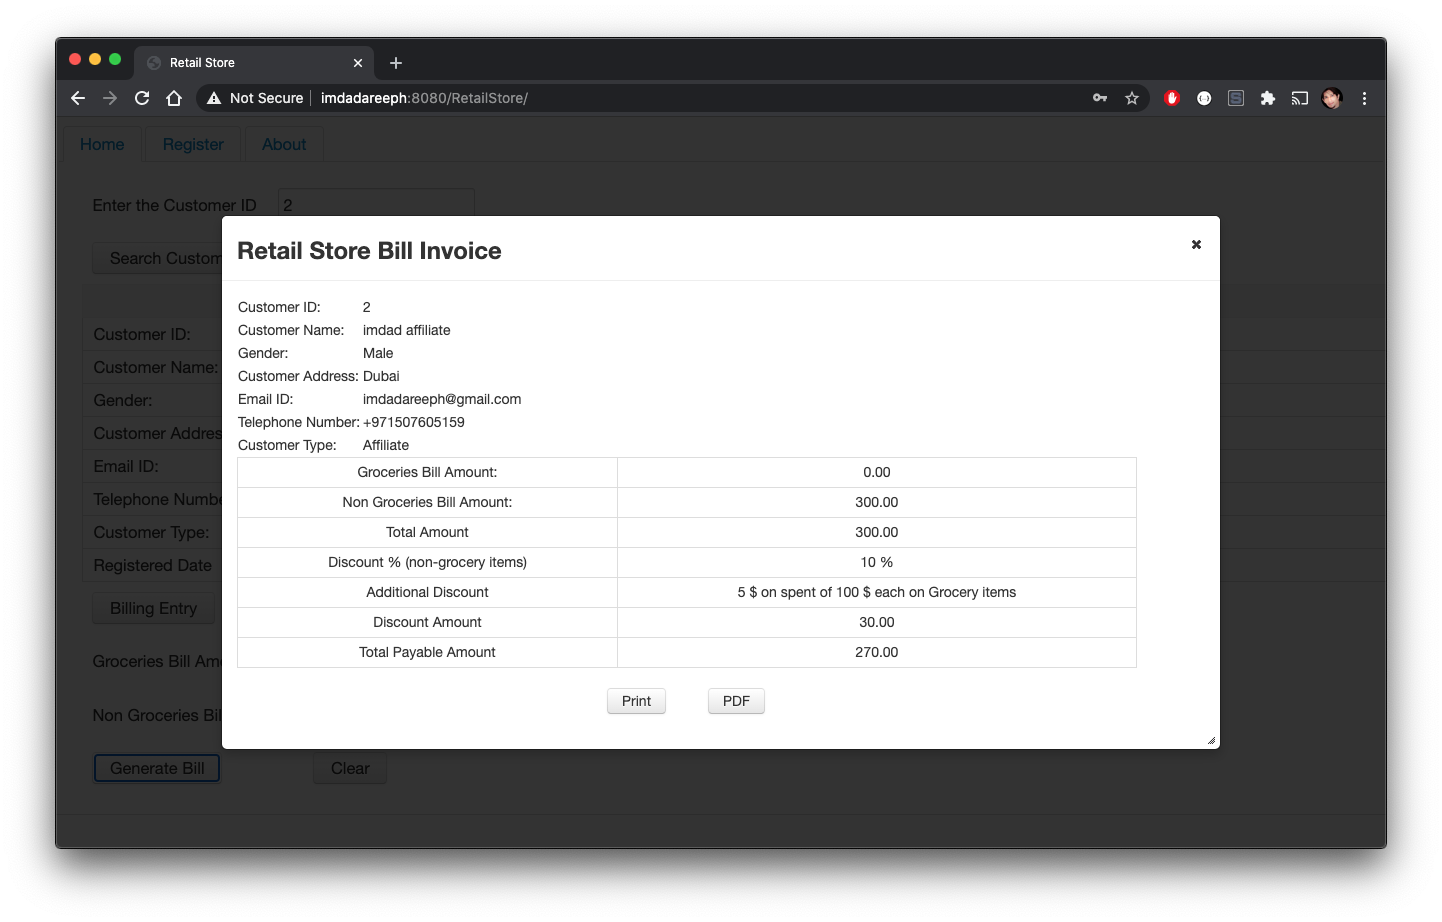 Retail Store
Not Secure
imdadareeph:8080/RetailStore/
Home Register About
Enter the Customer ID 2
Search Custom
Retail Store Bill Invoice
Customer ID: 2
Customer Name: imdad affiliate
Gender: Male
Customer Address: Dubai
Email ID: imdadareeph@gmail.com
Telephone Number: +971507605159
Customer Type: Affiliate
Groceries Bill Amount: 0.00
Non Groceries Bill Amount: 300.00
Total Amount 300.00
Discount % (non-grocery items) 10 %
Additional Discount 5 $ on spent of 100 $ each on Grocery items
Discount Amount 30.00
Total Payable Amount 270.00
Print PDF
Customer ID:
Customer Name:
Gender:
Customer Addres
Email ID:
Telephone Numbe
Customer Type:
Registered Date
Billing Entry
Groceries Bill Am
Non Groceries Bil
Generate Bill Clear